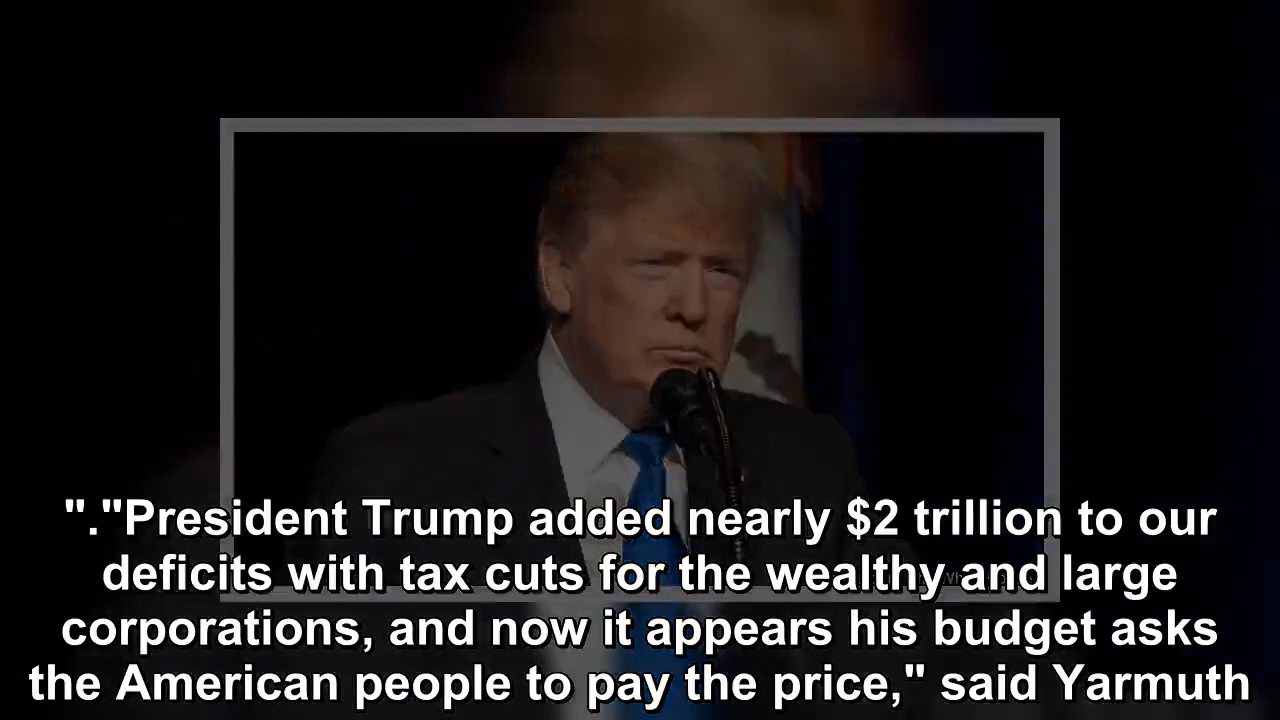 "."President Trump added nearly $2 trillion to our
deficits with tax cuts for the wealthy and large
corporations, and now it appears his budget asks
the American people to pay the price," said Yarmuth